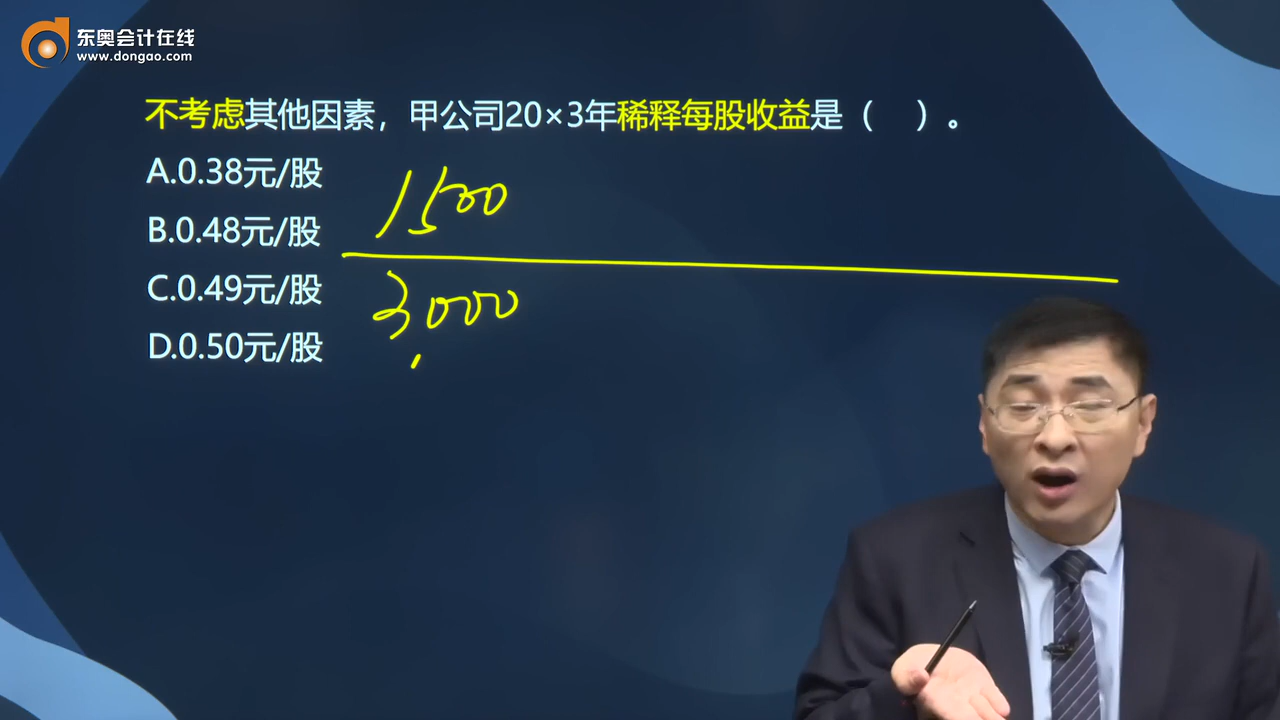 东奥会计在线
www.dongao.com
不考虑其他因素，甲公司20×3年稀释每股收益是（　）。
A.0.38元/股
B.0.48元/股
C.0.49元/股
D.0.50元/股
1500
3000